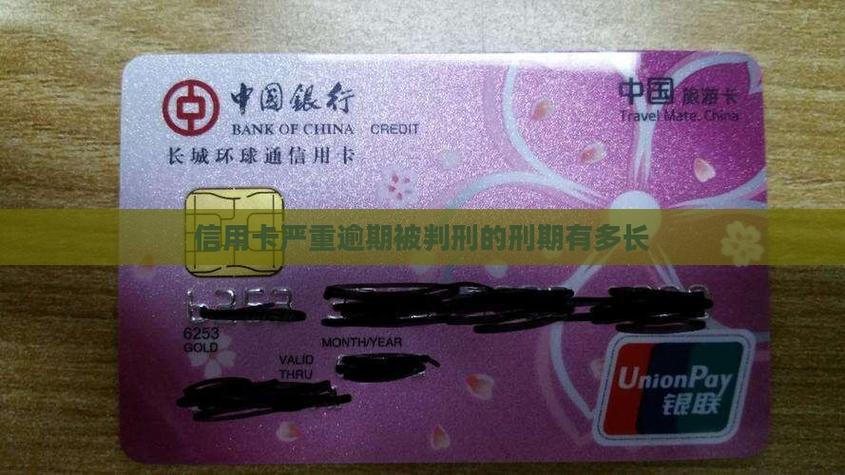 中国银行
BANK OF CHINA CREDIT
长城环球通信用卡
中国 旅游卡
Travel Mate. China
信用卡严重逾期被判刑的刑期有多长
6253
6253
GOLD
MONTH/YEAR
VALID
THRU
UnionPay
银联